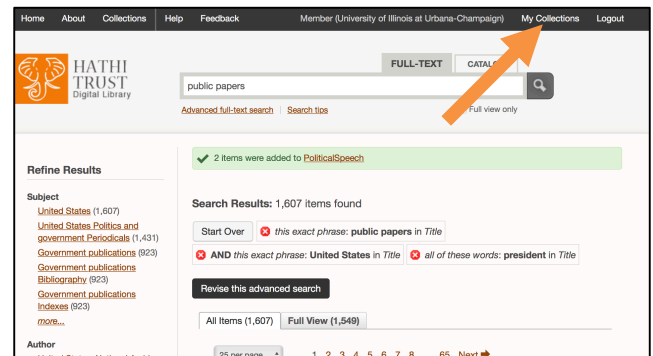 Home About Collections Help Feedback Member (University of Illinois at Urbana-Champaign) My Collections Logout
HATHI
TRUST
Digital Library
FULL-TEXT
public papers
Advanced full-text search Search tips Full view only
2 items were added to PoliticalSpeech
Refine Results
Subject
United States (1,607)
United States Politics and
government Periodicals (1,431)
Government publications (923)
Government publications
Bibliography (923)
Government publications
Indexes (923)
more...
Author
Search Results: 1,607 items found
Start Over this exact phrase: public papers in Title
AND this exact phrase: United States in Title all of these words: president in Title
Revise this advanced search
All Items (1,607) Full View (1,549)
25 per page 1 2 3 4 5 6 7 8 ... 65 Next